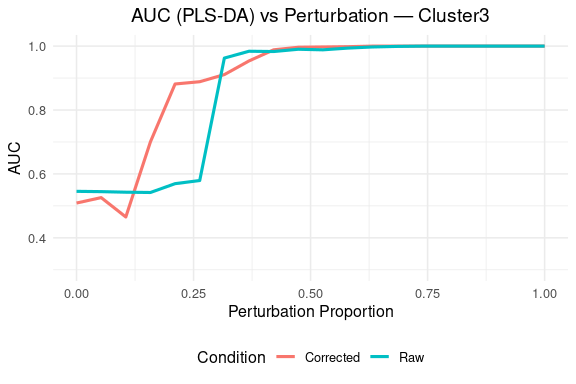 AUC (PLS-DA) vs Perturbation — Cluster3
AUC
1.0
0.8
0.6
0.4
0.00 0.25 0.50 0.75 1.00
Perturbation Proportion
Condition Corrected Raw